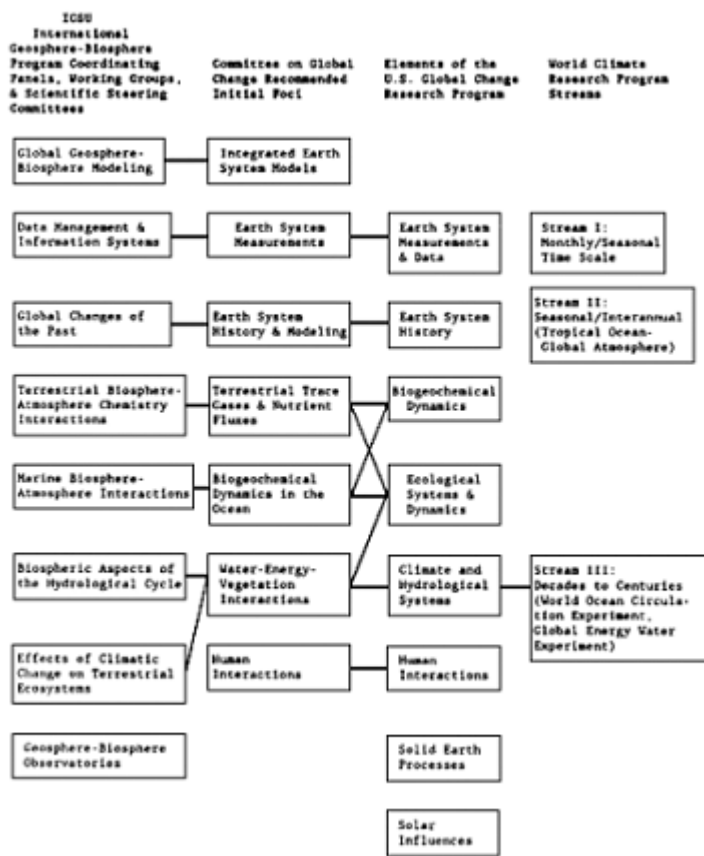 ICSU
International
Geosphere-Biosphere
Program Coordinating
Panels, Working Groups,
& Scientific Steering
Committees
Committee on Global
Change Recommended
Initial Foci
Elements of the
U.S. Global Change
Research Program
World Climate
Research Program
Streams
Global Geosphere-
Biosphere Modeling
Integrated Earth
System Models
Data Management &
Information Systems
Earth System
Measurements
Earth System
Measurements
& Data
Stream I:
Monthly/Seasonal
Time Scale
Global Changes of
the Past
Earth System
History & Modeling
Earth System
History
Stream II:
Seasonal/Interannual
(Tropical Ocean-
Global Atmosphere)
Terrestrial Biosphere-
Atmosphere Chemistry
Interactions
Terrestrial Trace
Gases & Nutrient
Fluxes
Biogeochemical
Dynamics
Marine Biosphere-
Atmosphere Interactions
Biogeochemical
Dynamics in the
Ocean
Ecological
Systems &
Dynamics
Biospheric Aspects of
the Hydrological Cycle
Water-Energy-
Vegetation
Interactions
Climate and
Hydrological
Systems
Stream III:
Decades to Centuries
(World Ocean Circula-
tion Experiment,
Global Energy Water
Experiment)
Effects of Climatic
Change on Terrestrial
Ecosystems
Human
Interactions
Human
Interactions
Geosphere-Biosphere
Observatories
Solid Earth
Processes
Solar
Influences